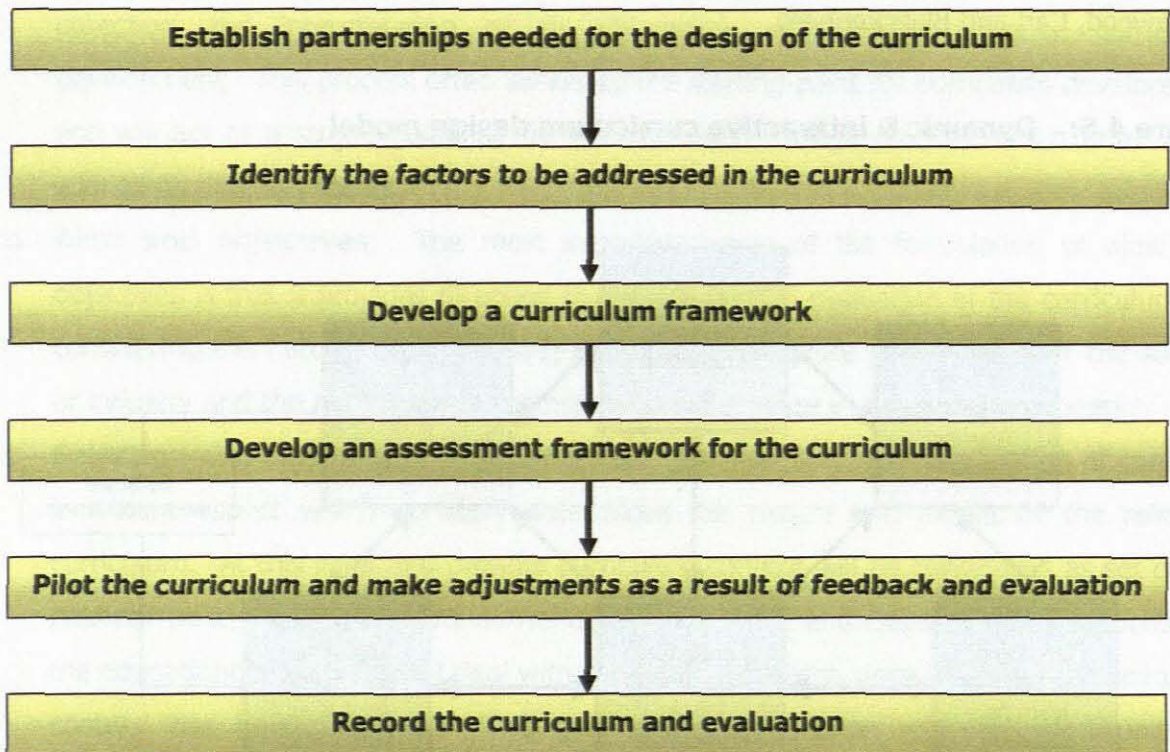 Establish partnerships needed for the design of the curriculum
Identify the factors to be addressed in the curriculum
Develop a curriculum framework
Develop an assessment framework for the curriculum
Pilot the curriculum and make adjustments as a result of feedback and evaluation
Record the curriculum and evaluation